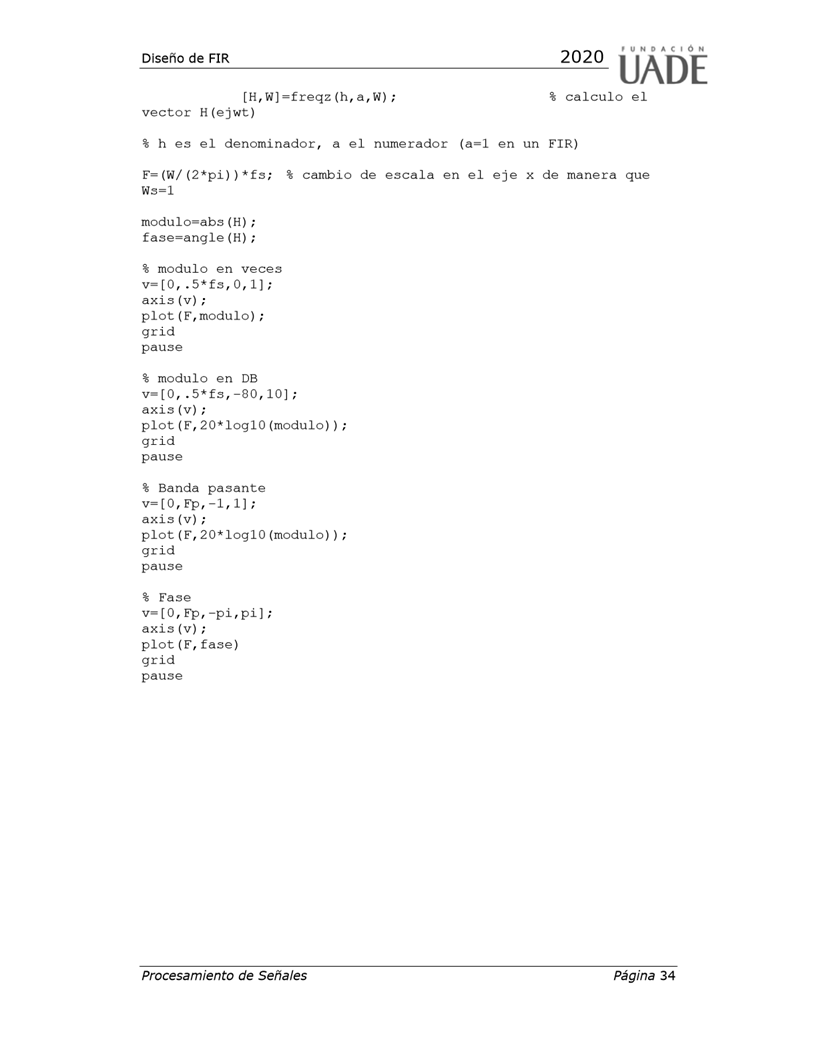 Diseño de FIR 2020 FUNDACIÓN
UADE
[H,W]=freqz(h,a,W); % calculo el
vector H(ejwt)
% h es el denominador, a el numerador (a=1 en un FIR)
F=(W/(2*pi))*fs; % cambio de escala en el eje x de manera que
Ws=1
modulo=abs(H);
fase=angle(H);
% modulo en veces
v=[0,.5*fs,0,1];
axis(v);
plot(F,modulo);
grid
pause
% modulo en DB
v=[0,.5*fs,-80,10];
axis(v);
plot(F,20*log10(modulo));
grid
pause
% Banda pasante
v=[0,Fp,-1,1];
axis(v);
plot(F,20*log10(modulo));
grid
pause
% Fase
v=[0,Fp,-pi,pi];
axis(v);
plot(F,fase)
grid
pause
Procesamiento de Señales Página 34